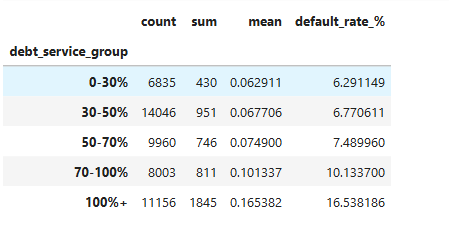 count sum mean default_rate_%
debt_service_group
0-30% 6835 430 0.062911 6.291149
30-50% 14046 951 0.067706 6.770611
50-70% 9960 746 0.074900 7.489960
70-100% 8003 811 0.101337 10.133700
100%+ 11156 1845 0.165382 16.538186